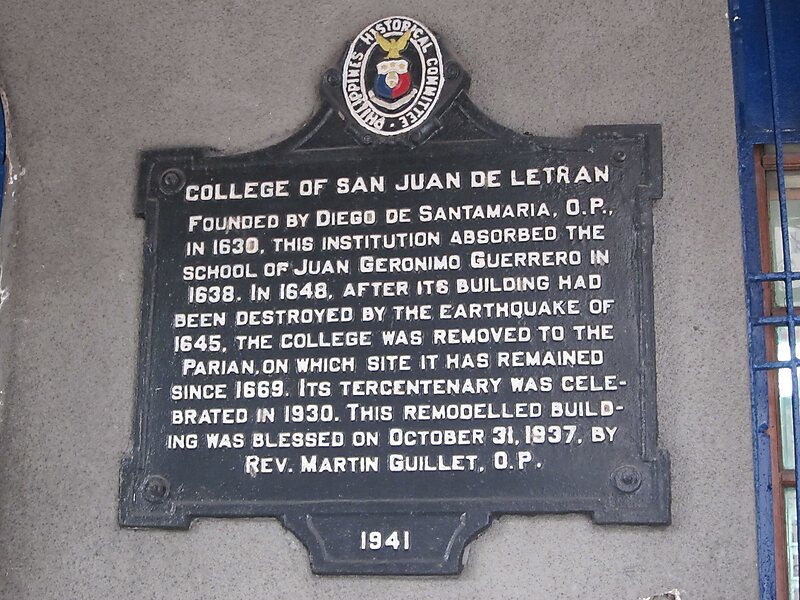 PHILIPPINES HISTORICAL COMMITTEE
COLLEGE OF SAN JUAN DE LETRAN
FOUNDED BY DIEGO DE SANTAMARIA, O.P.,
IN 1630, THIS INSTITUTION ABSORBED THE
SCHOOL OF JUAN GERONIMO GUERRERO IN
1638. IN 1648, AFTER ITS BUILDING HAD
BEEN DESTROYED BY THE EARTHQUAKE OF
1645, THE COLLEGE WAS REMOVED TO THE
PARIAN, ON WHICH SITE IT HAS REMAINED
SINCE 1669. ITS TERCENTENARY WAS CELE-
BRATED IN 1930. THIS REMODELLED BUILD-
ING WAS BLESSED ON OCTOBER 31, 1937, BY
REV. MARTIN GUILLET, O.P.
1941